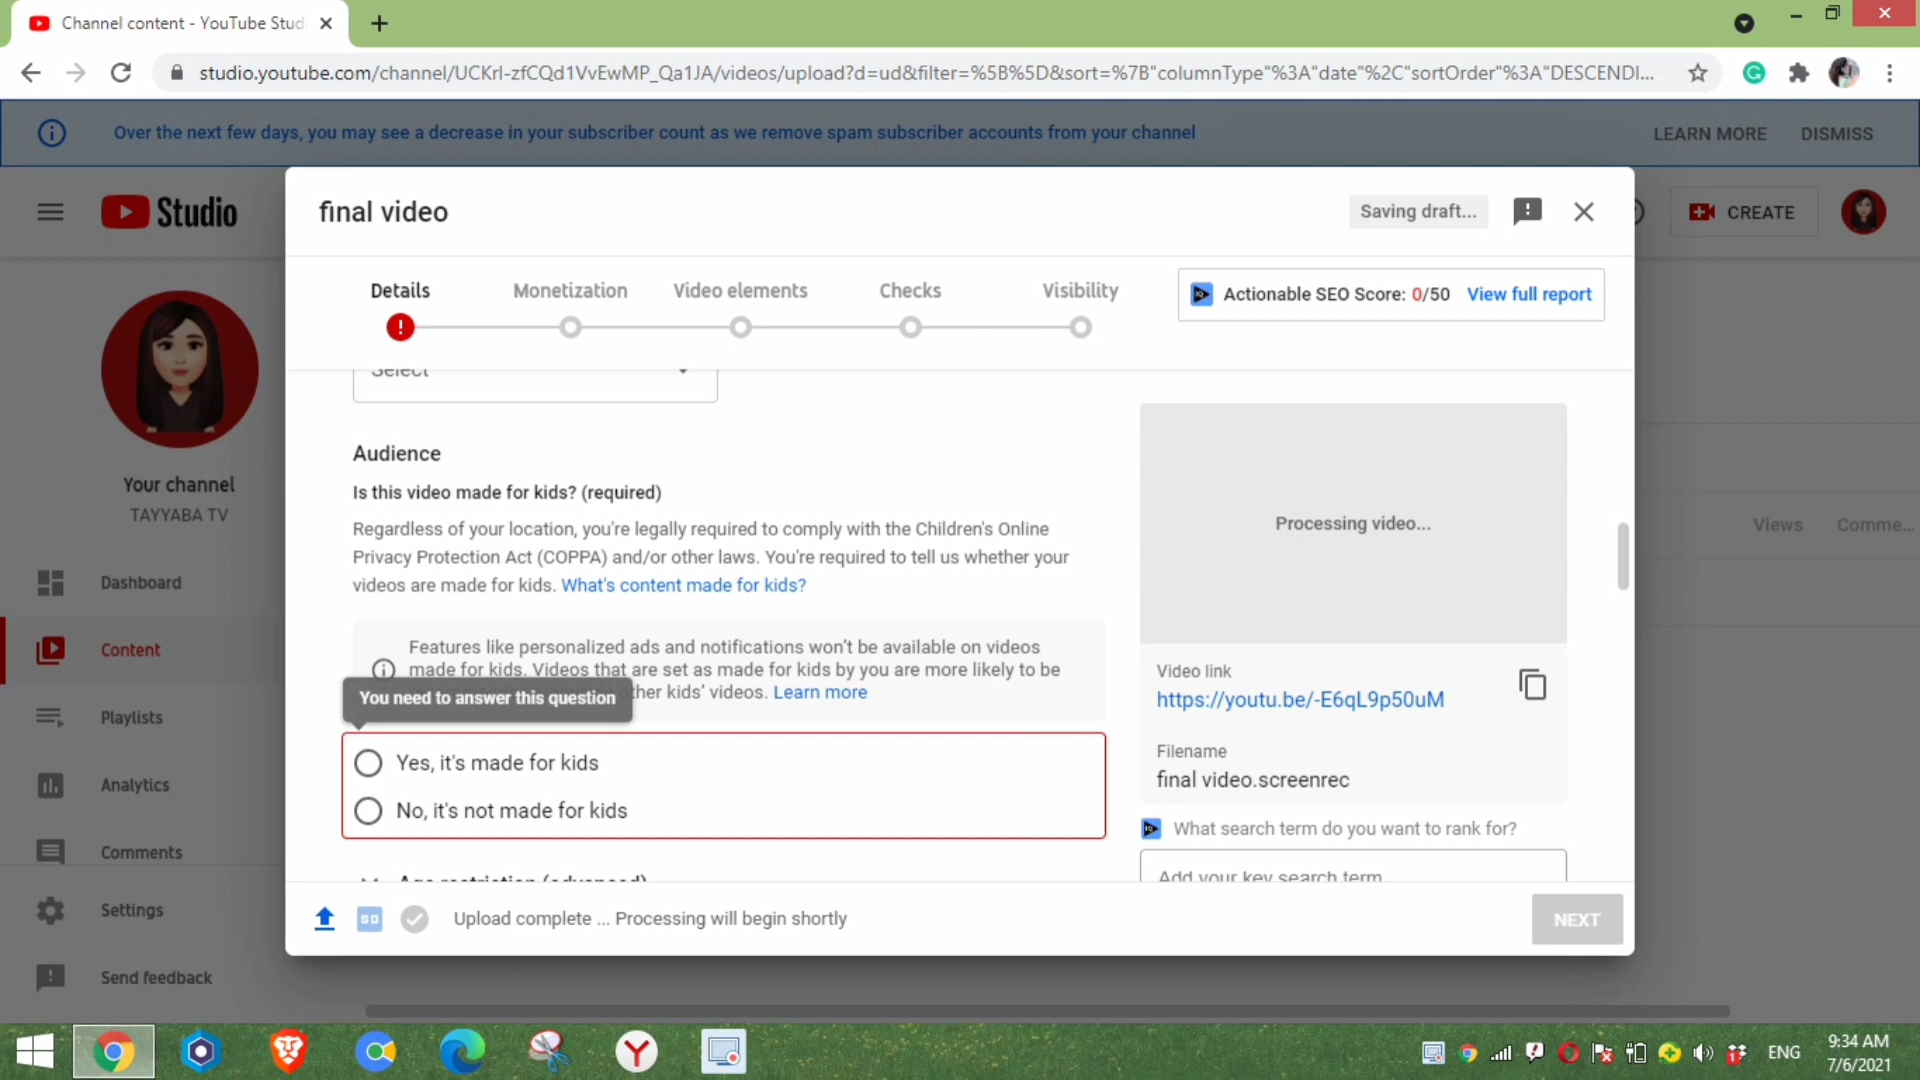 Channel content - YouTube Stud
studio.youtube.com/channel/UCKrl-zfCQd1VvEwMP_Qa1JA/videos/upload?d=ud&filter=%5B%5D&sort=%7B"columnType"%3A"date"%2C"sortOrder"%3A"DESCENDI...
Over the next few days, you may see a decrease in your subscriber count as we remove spam subscriber accounts from your channel
LEARN MORE
DISMISS
Studio
CREATE
final video
Saving draft...
Details
Monetization
Video elements
Checks
Visibility
Actionable SEO Score: 0/50 View full report
Your channel
TAYYABA TV
Dashboard
Content
Playlists
Analytics
Comments
Settings
Send feedback
Select
Audience
Is this video made for kids? (required)
Regardless of your location, you're legally required to comply with the Children's Online
Privacy Protection Act (COPPA) and/or other laws. You're required to tell us whether your
videos are made for kids. What's content made for kids?
Features like personalized ads and notifications won't be available on videos
made for kids. Videos that are set as made for kids by you are more likely to be
other kids' videos. Learn more
You need to answer this question
Yes, it's made for kids
No, it's not made for kids
Age restriction (advanced)
Processing video...
Video link
https://youtu.be/-E6qL9p50uM
Filename
final video.screenrec
What search term do you want to rank for?
Add your key search term
Views
Comme...
SD
Upload complete ... Processing will begin shortly
NEXT
ENG
9:34 AM
7/6/2021